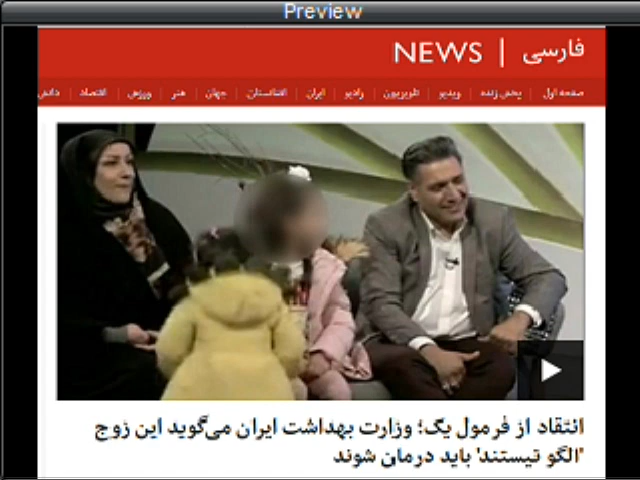 Preview
NEWS | فارسی
صفحه اول | پخش زنده | ویدیو | تلویزیون | رادیو | ایران | افغانستان | جهان | هنر | ورزش | اقتصاد | دانش
انتقاد از فرمول یک؛ وزارت بهداشت ایران می‌گوید این زوج
'الگو نیستند' باید درمان شوند